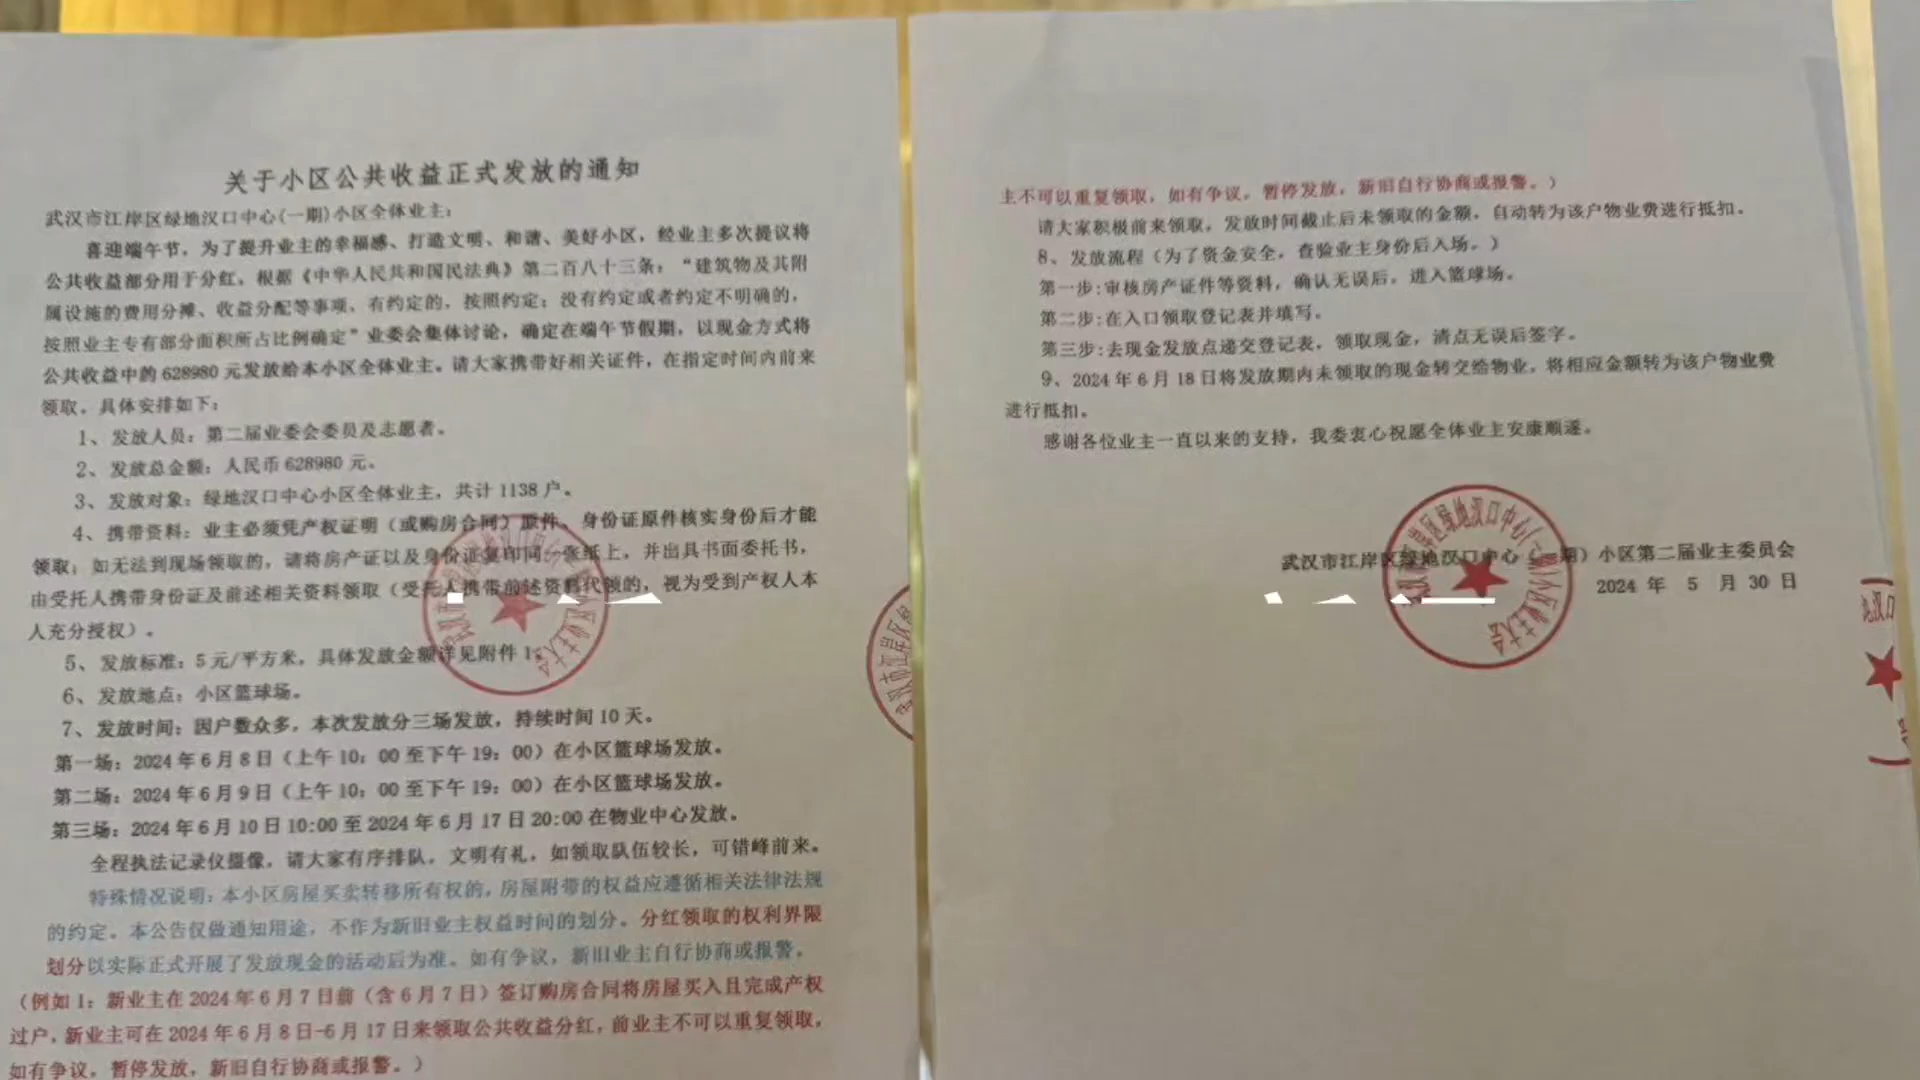 关于小区公共收益正式发放的通知
武汉市江岸区绿地汉口中心(一期)小区全体业主：
喜迎端午节，为了提升业主的幸福感、打造文明、和谐、美好小区，经业主多次提议将
公共收益部分用于分红，根据《中华人民共和国民法典》第二百八十三条：“建筑物及其附
属设施的费用分摊、收益分配等事项，有约定的，按照约定；没有约定或者约定不明确的，
按照业主专有部分面积所占比例确定”业委会集体讨论，确定在端午节假期，以现金方式将
公共收益中的628980元发放给本小区全体业主。请大家携带好相关证件，在指定时间内前来
领取。具体安排如下：
1、发放人员：第二届业委会委员及志愿者。
2、发放总金额：人民币628980元。
3、发放对象：绿地汉口中心小区全体业主，共计1138户。
4、携带资料：业主必须凭产权证明（或购房合同）原件、身份证原件核实身份后才能
领取；如无法到现场领取的，请将房产证以及身份证复印同一张纸上，并出具书面委托书，
由受托人携带身份证及前述相关资料领取（受托人携带前述资料代领的，视为受到产权人本
人充分授权）。
5、发放标准：5元/平方米，具体发放金额详见附件1。
6、发放地点：小区篮球场。
7、发放时间：因户数众多，本次发放分三场发放，持续时间10天。
第一场：2024年6月8日（上午10：00至下午19：00）在小区篮球场发放。
第二场：2024年6月9日（上午10：00至下午19：00）在小区篮球场发放。
第三场：2024年6月10日10:00至2024年6月17日20:00在物业中心发放。
全程执法记录仪摄像，请大家有序排队，文明有礼，如领取队伍较长，可错峰前来。
特殊情况说明：本小区房屋买卖转移所有权的，房屋附带的权益应遵循相关法律法规
的约定。本公告仅做通知用途，不作为新旧业主权益时间的划分。分红领取的权利界限
划分以实际正式开展了发放现金的活动后为准。如有争议，新旧业主自行协商或报警。
（例如1：新业主在2024年6月7日前（含6月7日）签订购房合同将房屋买入且完成产权
过户，新业主可在2024年6月8日-6月17日来领取公共收益分红，前业主不可以重复领取，
如有争议。暂停发放，新旧自行协商或报警。）
主不可以重复领取，如有争议。暂停发放，新旧自行协商或报警。）
请大家积极前来领取，发放时间截止后未领取的金额，自动转为该户物业费进行抵扣。
8、发放流程（为了资金安全，查验业主身份后入场。）
第一步:审核房产证件等资料，确认无误后，进入篮球场。
第二步:在入口领取登记表并填写。
第三步:去现金发放点递交登记表，领取现金，清点无误后签字。
9、2024年6月18日将发放期内未领取的现金转交给物业，将相应金额转为该户物业费
进行抵扣。
感谢各位业主一直以来的支持，我委衷心祝愿全体业主安康顺遂。
武汉市江岸区绿地汉口中心（一期）小区第二届业主委员会
2024年 5 月 30 日